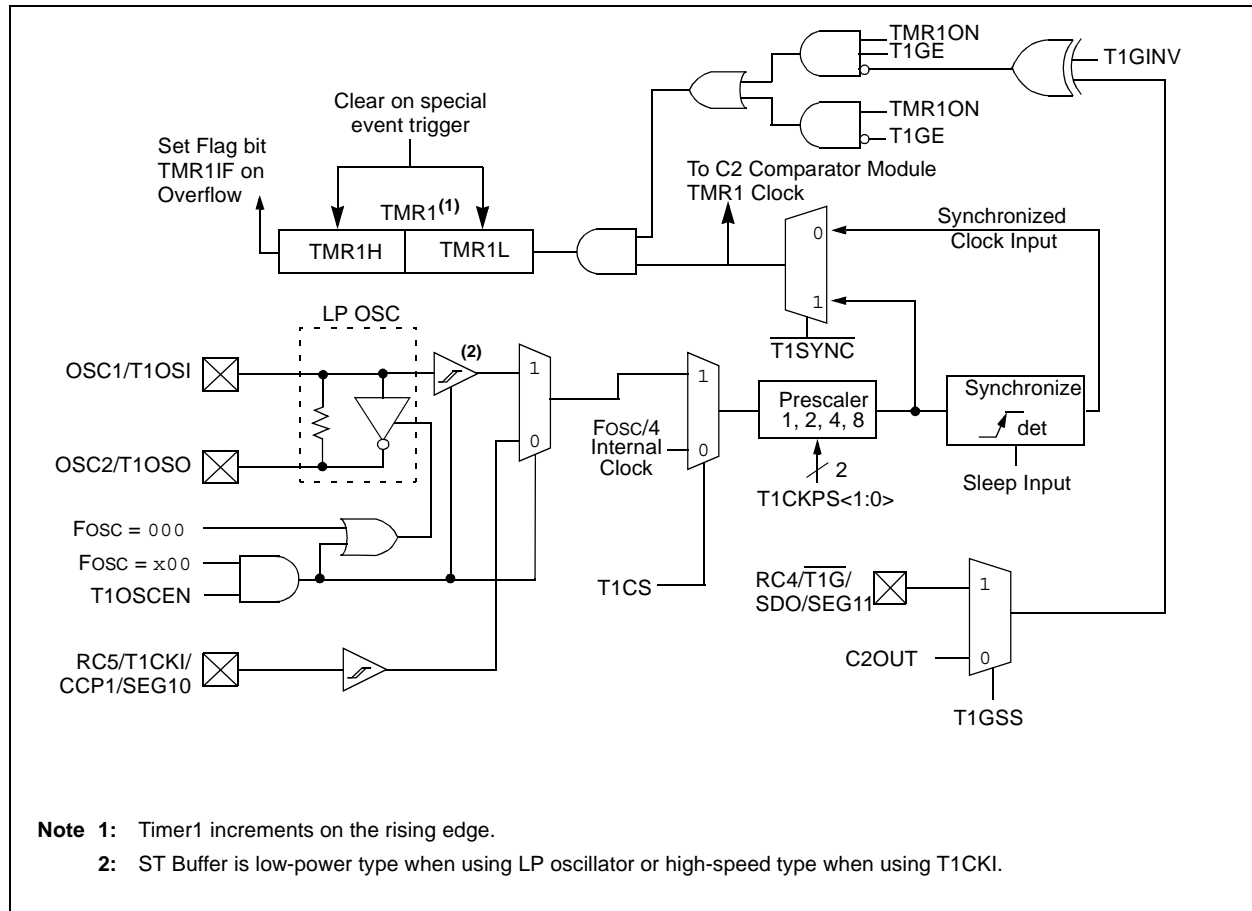 TMR1ON
T1GE
T1GINV
TMR1ON
T1GE
Clear on special
event trigger
Set Flag bit
TMR1IF on
Overflow
To C2 Comparator Module
TMR1 Clock
TMR1(1)
TMR1H
TMR1L
0
1
T1SYNC
Synchronized
Clock Input
LP OSC
OSC1/T1OSI
(2)
1
0
OSC2/T1OSO
FOSC/4
Internal
Clock
1
0
Prescaler
1, 2, 4, 8
2
T1CKPS<1:0>
Synchronize
det
Sleep Input
FOSC = 000
FOSC = x00
T1OSCEN
T1CS
RC4/T1G/
SDO/SEG11
1
0
C2OUT
T1GSS
RC5/T1CKI/
CCP1/SEG10
Note 1: Timer1 increments on the rising edge.
2: ST Buffer is low-power type when using LP oscillator or high-speed type when using T1CKI.